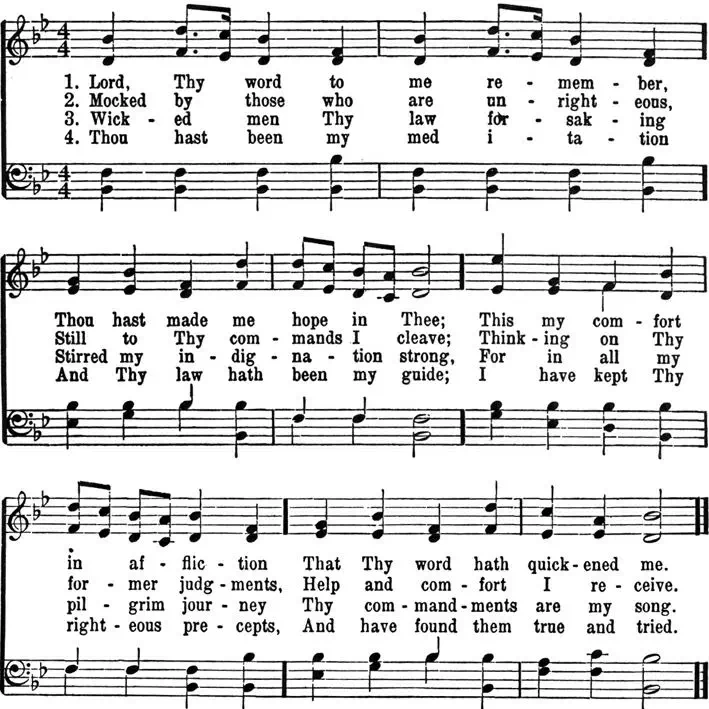 1. Lord, Thy word to me re - mem - ber,
2. Mocked by those who are un - right - eous,
3. Wick - ed men Thy law for - sak - ing
4. Thou hast been my med i - ta - tion
Thou hast made me hope in Thee; This my com - fort
Still to Thy com - mands I cleave; Think - ing on Thy
Stirred my in - dig - na - tion strong, For in all my
And Thy law hath been my guide; I have kept Thy
in af - flic - tion That Thy word hath quick - ened me.
for - mer judg - ments, Help and com - fort I re - ceive.
pil - grim jour - ney Thy com - mand - ments are my song.
right - eous pre - cepts, And have found them true and tried.